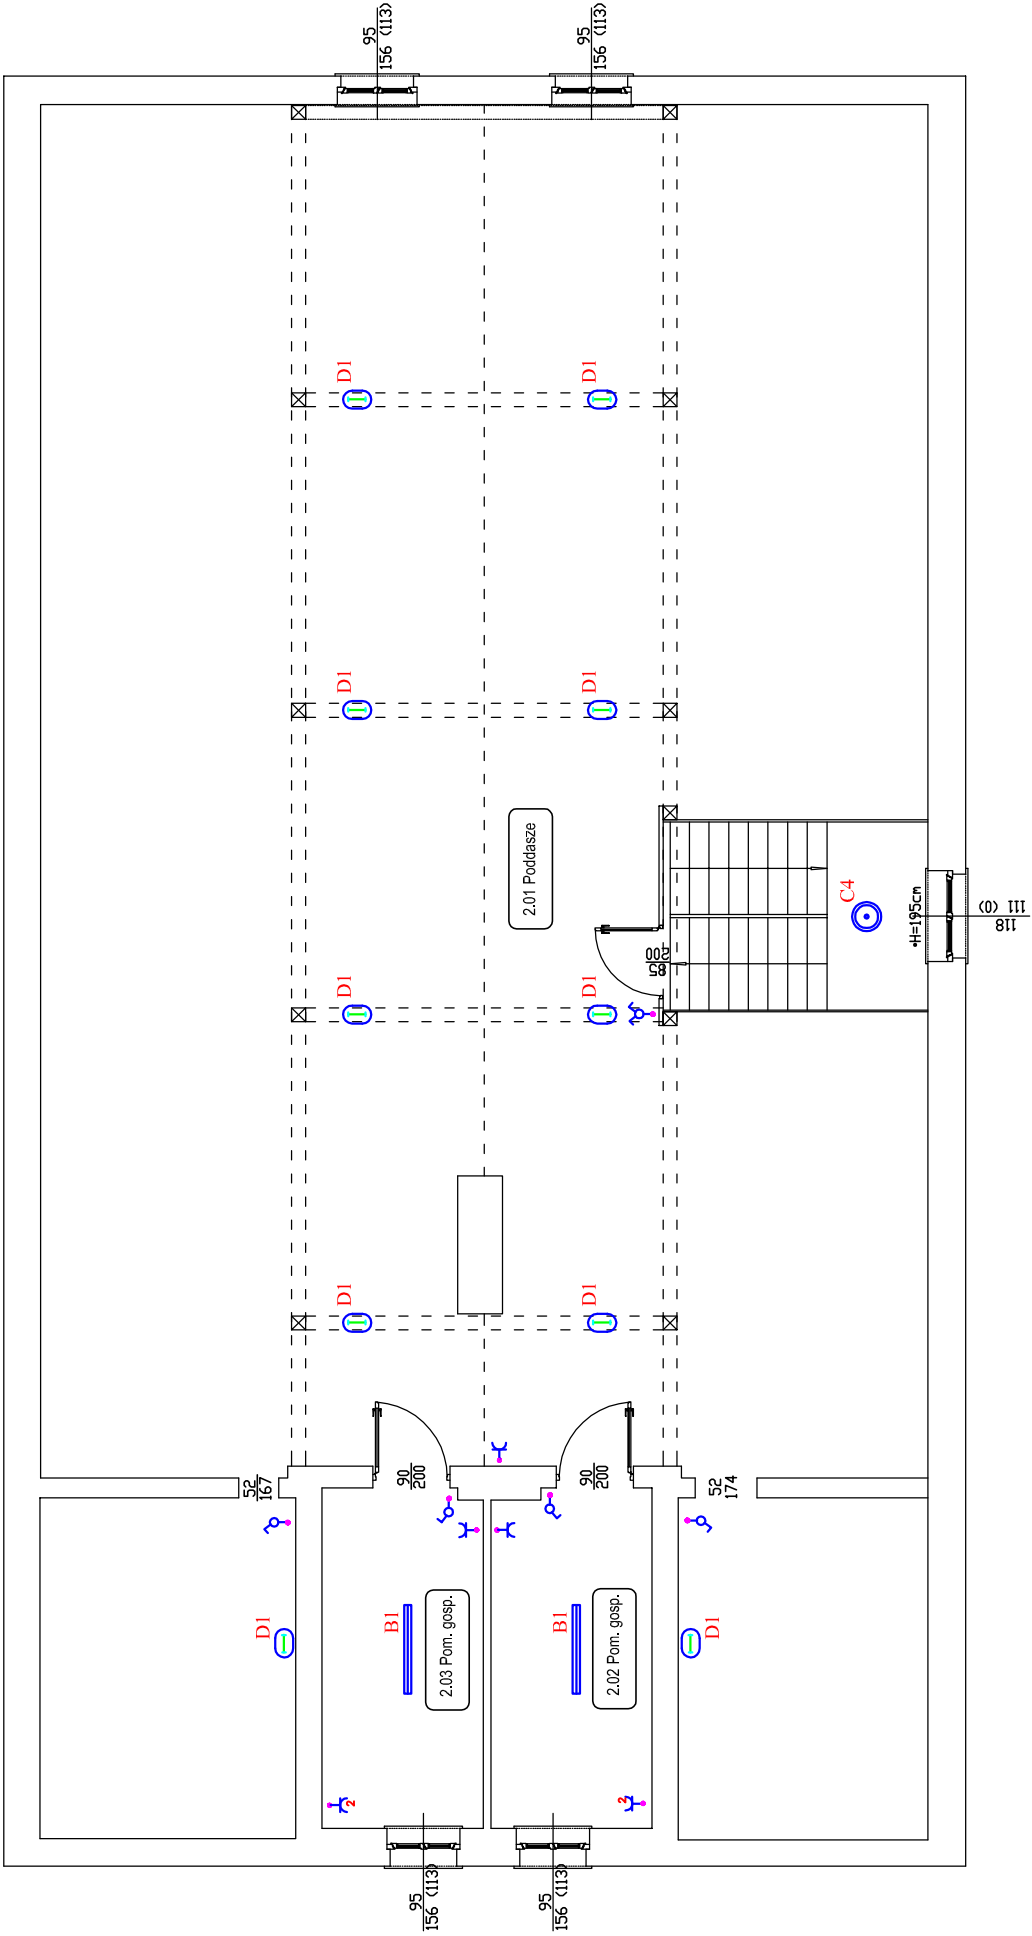 95
156 (113)
95
156 (113)
D1
D1
D1
D1
2.01 Poddasze
C4
•H=195cm
118
111 (0)
85
200
D1
D1
D1
D1
52
167
90
200
90
200
52
174
D1
B1
2.03 Pom. gosp.
B1
2.02 Pom. gosp.
D1
2
2
95
156 (113)
95
156 (113)